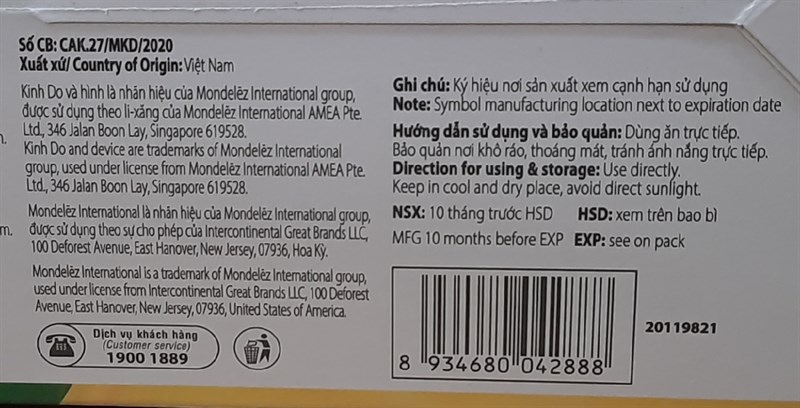 Số CB: CAK.27/MKD/2020
Xuất xứ/ Country of Origin: Việt Nam
Kinh Do và hình là nhãn hiệu của Mondelēz International group,
được sử dụng theo li-xăng của Mondelēz International AMEA Pte.
Ltd., 346 Jalan Boon Lay, Singapore 619528.
Kinh Do and device are trademarks of Mondelēz International
group, used under license from Mondelēz International AMEA Pte.
Ltd., 346 Jalan Boon Lay, Singapore 619528.
Mondelēz International là nhãn hiệu của Mondelēz International group,
được sử dụng theo sự cho phép của Intercontinental Great Brands LLC,
100 Deforest Avenue, East Hanover, New Jersey, 07936, Hoa Kỳ.
Mondelēz International is a trademark of Mondelēz International group,
used under license from Intercontinental Great Brands LLC, 100 Deforest
Avenue, East Hanover, New Jersey, 07936, United States of America.
Dịch vụ khách hàng
(Customer service)
1900 1889
Ghi chú: Ký hiệu nơi sản xuất xem cạnh hạn sử dụng
Note: Symbol manufacturing location next to expiration date
Hướng dẫn sử dụng và bảo quản: Dùng ăn trực tiếp.
Bảo quản nơi khô ráo, thoáng mát, tránh ánh nắng trực tiếp.
Direction for using & storage: Use directly.
Keep in cool and dry place, avoid direct sunlight.
NSX: 10 tháng trước HSD HSD: xem trên bao bì
MFG 10 months before EXP EXP: see on pack
8 934680 042888
20119821